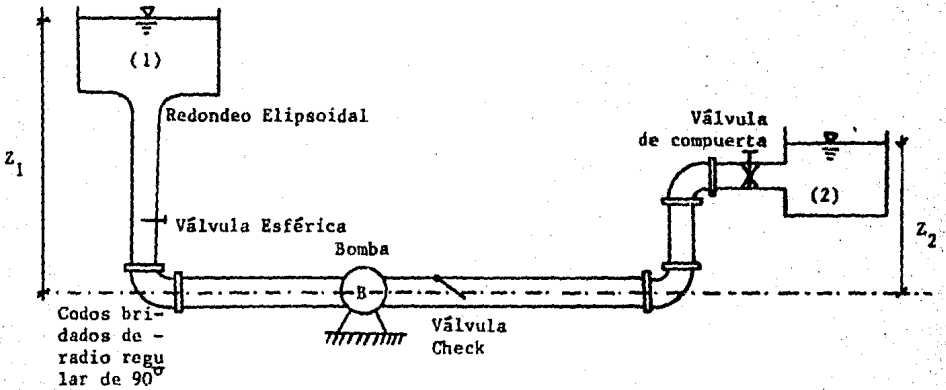 (1)
Redondeo Elipsoidal
Z1
Válvula
de compuerta
(2)
Z2
Válvula Esférica
Bomba
B
Codos bri-
dados de -
radio regu
lar de 90°
Válvula
Check